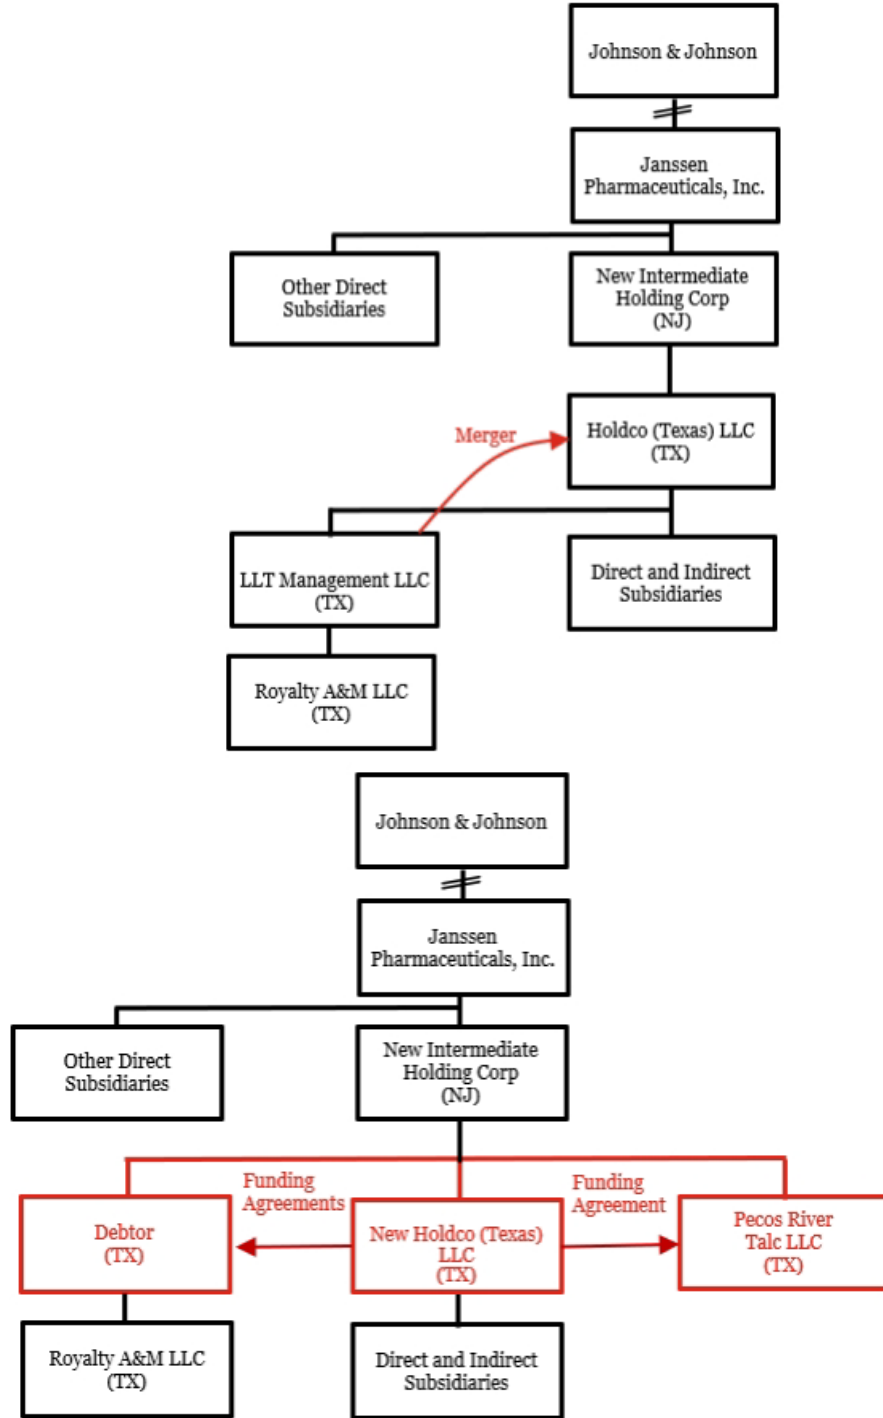 Johnson & Johnson
Janssen
Pharmaceuticals, Inc.
Other Direct
Subsidiaries
New Intermediate
Holding Corp
(NJ)
Merger
Holdco (Texas) LLC
(TX)
LLT Management LLC
(TX)
Direct and Indirect
Subsidiaries
Royalty A&M LLC
(TX)
Johnson & Johnson
Janssen
Pharmaceuticals, Inc.
Other Direct
Subsidiaries
New Intermediate
Holding Corp
(NJ)
Funding
Agreements
Funding
Agreement
Debtor
(TX)
New Holdco (Texas)
LLC
(TX)
Pecos River
Talc LLC
(TX)
Royalty A&M LLC
(TX)
Direct and Indirect
Subsidiaries